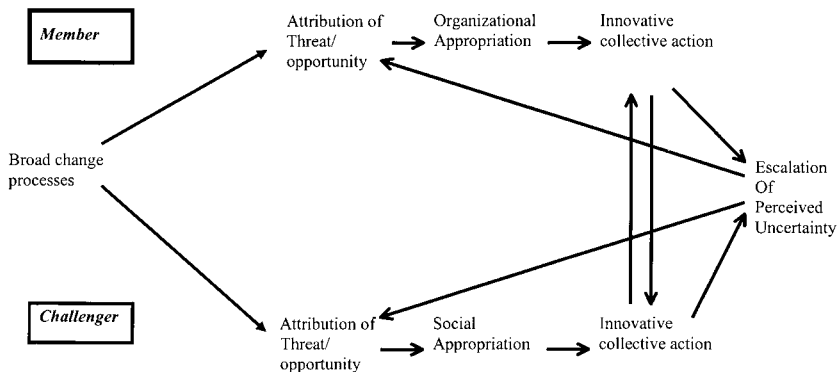 Member
Attribution of
Threat/
opportunity
Organizational
Appropriation
Innovative
collective action
Broad change
processes
Escalation
Of
Perceived
Uncertainty
Challenger
Attribution of
Threat/
opportunity
Social
Appropriation
Innovative
collective action